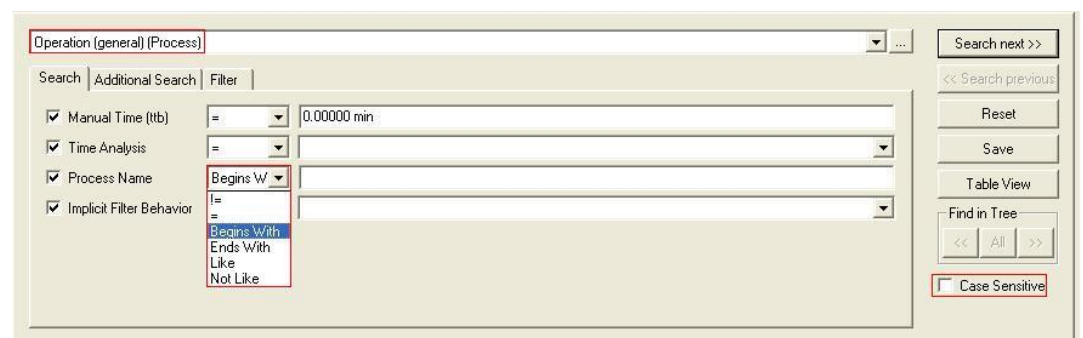 Operation (general) (Process)
...
Search next >>
Search
Additional Search
Filter
<< Search previous
Manual Time (ttb)
=
0.00000 min
Reset
Time Analysis
=
Save
Process Name
Begins W
Table View
Implicit Filter Behavior
!=
=
Begins With
Ends With
Like
Not Like
Find in Tree
<<
All
>>
Case Sensitive